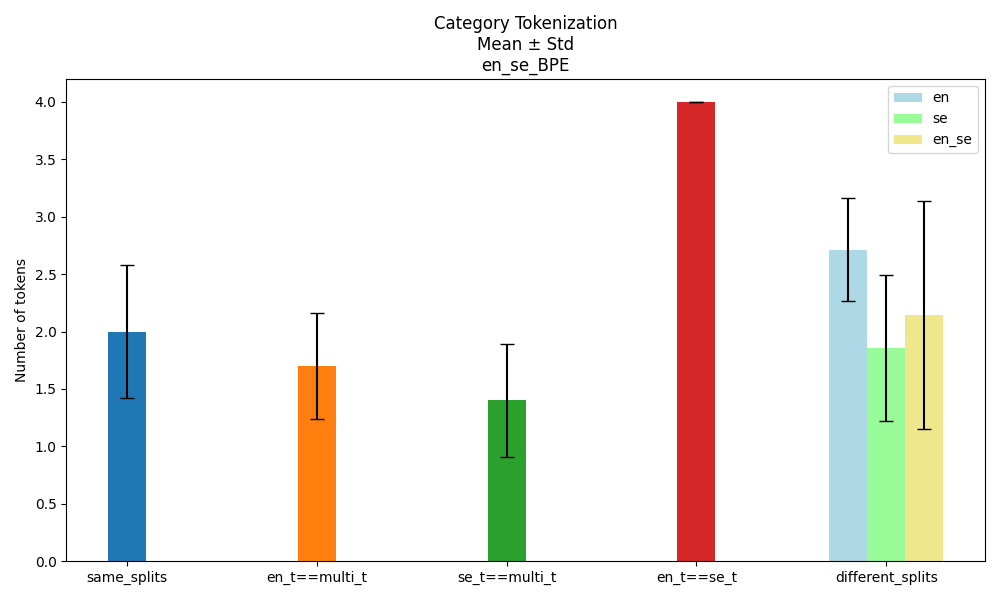 Category Tokenization
Mean ± Std
en_se_BPE
en
se
en_se
Number of tokens
4.0
3.5
3.0
2.5
2.0
1.5
1.0
0.5
0.0
same_splits
en_t==multi_t
se_t==multi_t
en_t==se_t
different_splits